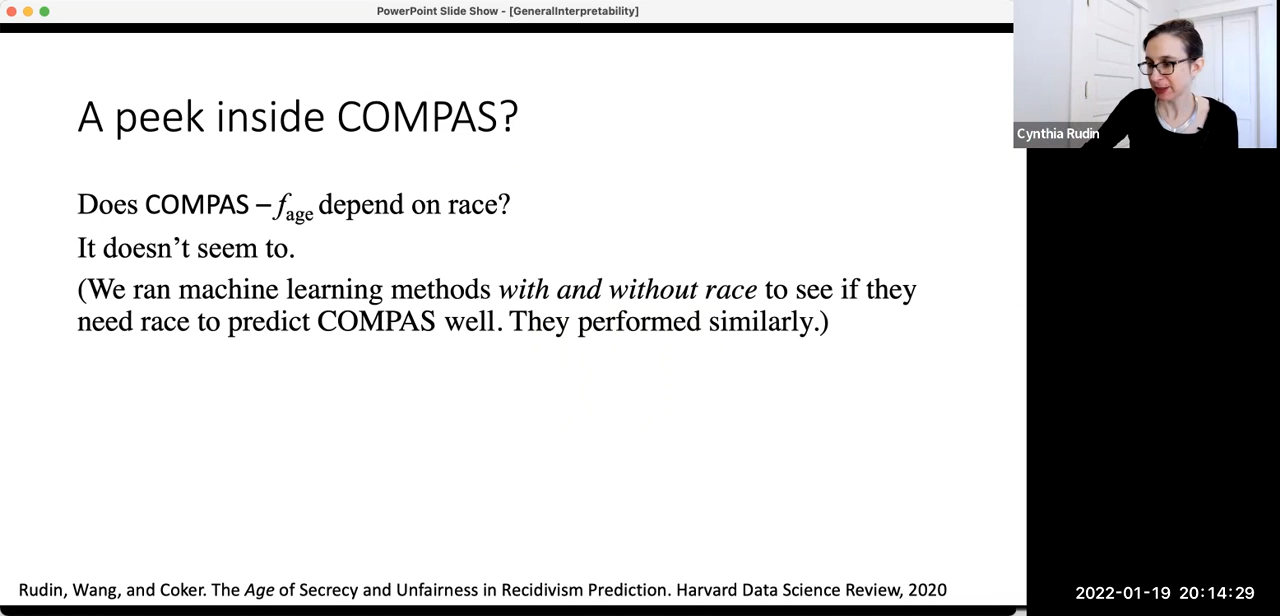 PowerPoint Slide Show - [GeneralInterpretability]
A peek inside COMPAS?
Does COMPAS – fage depend on race?
It doesn’t seem to.
(We ran machine learning methods with and without race to see if they
need race to predict COMPAS well. They performed similarly.)
Rudin, Wang, and Coker. The Age of Secrecy and Unfairness in Recidivism Prediction. Harvard Data Science Review, 2020
Cynthia Rudin
2022-01-19 20:14:29